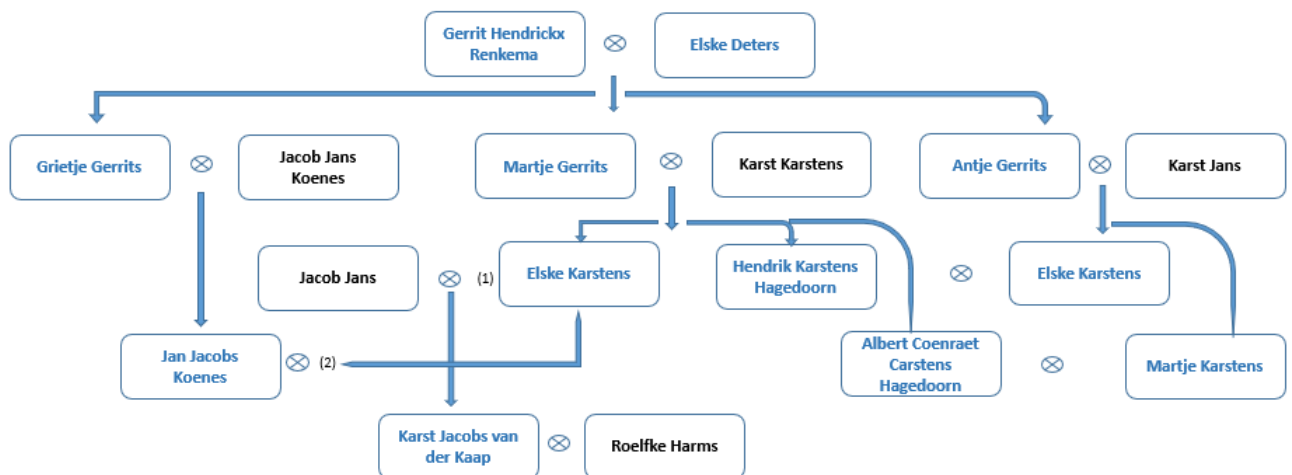 Gerrit Hendrickx
Renkema
Elske Deters
Grietje Gerrits
Jacob Jans
Koenes
Martje Gerrits
Karst Karstens
Antje Gerrits
Karst Jans
Jacob Jans
(1)
Elske Karstens
Hendrik Karstens
Hagedoorn
Elske Karstens
Jan Jacobs
Koenes
(2)
Albert Coenraet
Carstens
Hagedoorn
Martje Karstens
Karst Jacobs van
der Kaap
Roelfke Harms